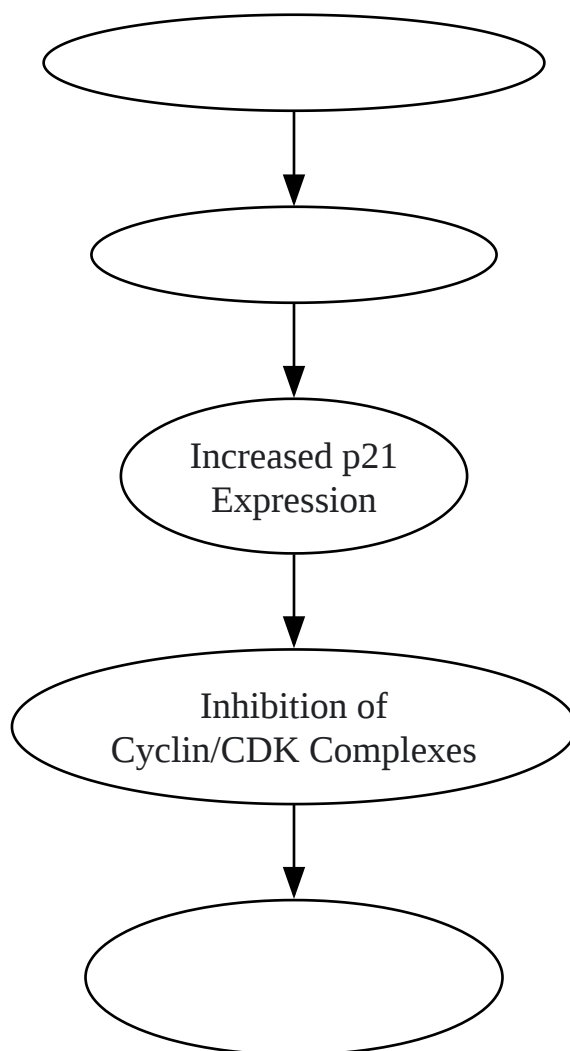 Increased p21
Expression
Inhibition of
Cyclin/CDK Complexes